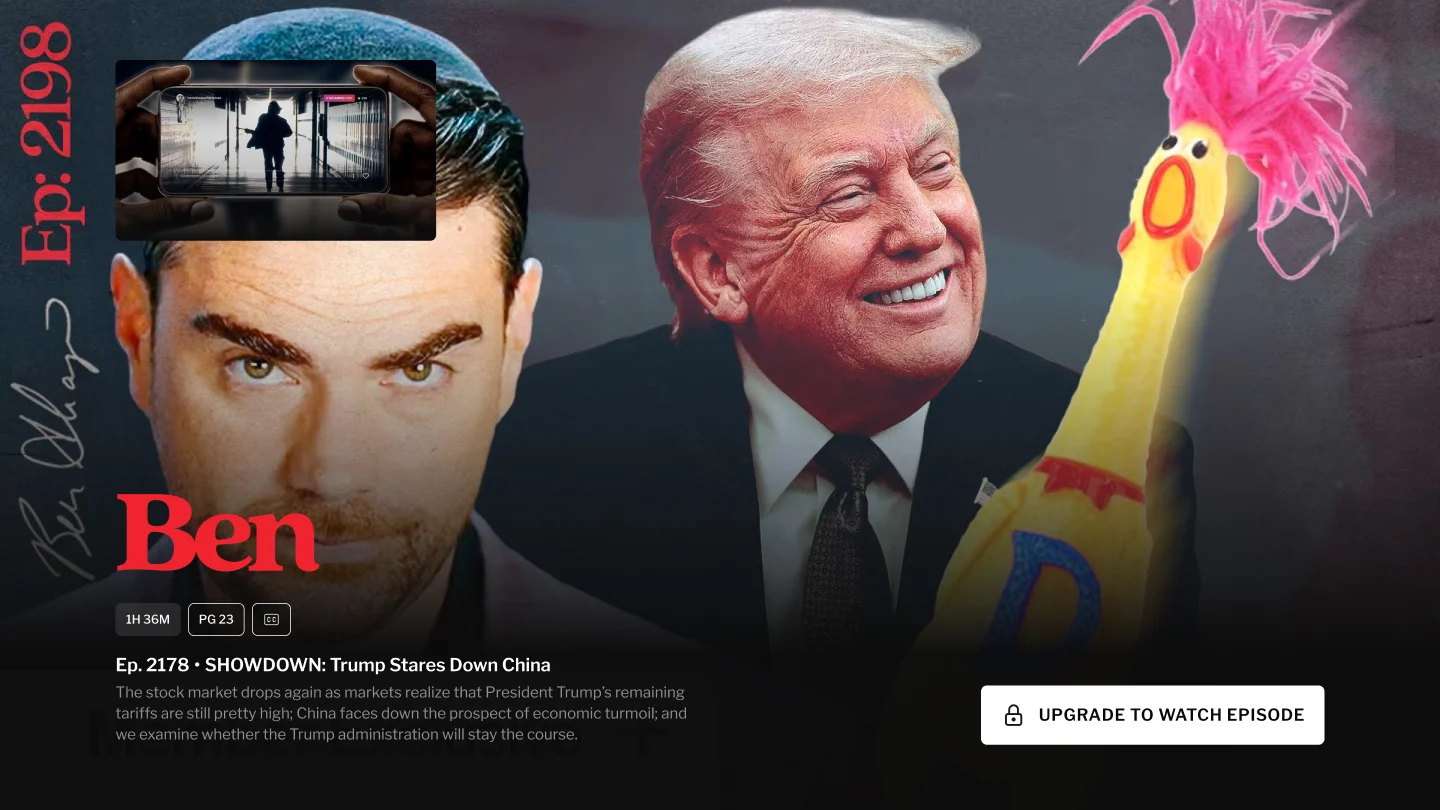 Ep: 2198
Ben Shap
Ben
1H 36M
PG 23
CC
Ep. 2178 • SHOWDOWN: Trump Stares Down China
The stock market drops again as markets realize that President Trump's remaining
tariffs are still pretty high; China faces down the prospect of economic turmoil; and
we examine whether the Trump administration will stay the course.
UPGRADE TO WATCH EPISODE
D